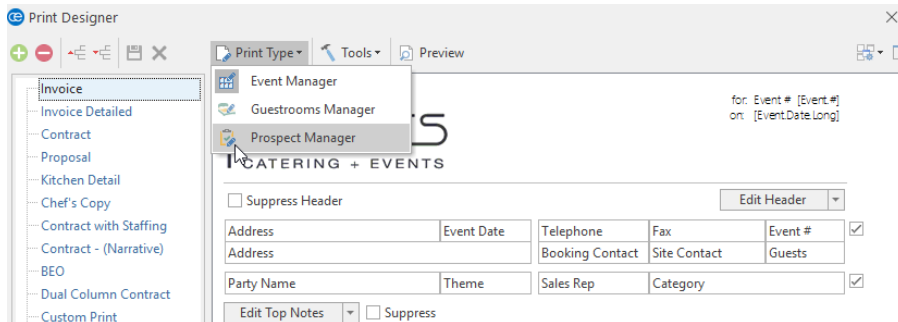 Print Designer
Print Type Tools Preview
Invoice
Invoice Detailed
Contract
Proposal
Kitchen Detail
Chef's Copy
Contract with Staffing
Contract - (Narrative)
BEO
Dual Column Contract
Custom Print
Event Manager
Guestrooms Manager
Prospect Manager
CATERING + EVENTS
for: Event # [Event.#]
on: [Event.Date.Long]
Suppress Header Edit Header
Address Event Date Telephone Fax Event #
Address Booking Contact Site Contact Guests
Party Name Theme Sales Rep Category
Edit Top Notes Suppress